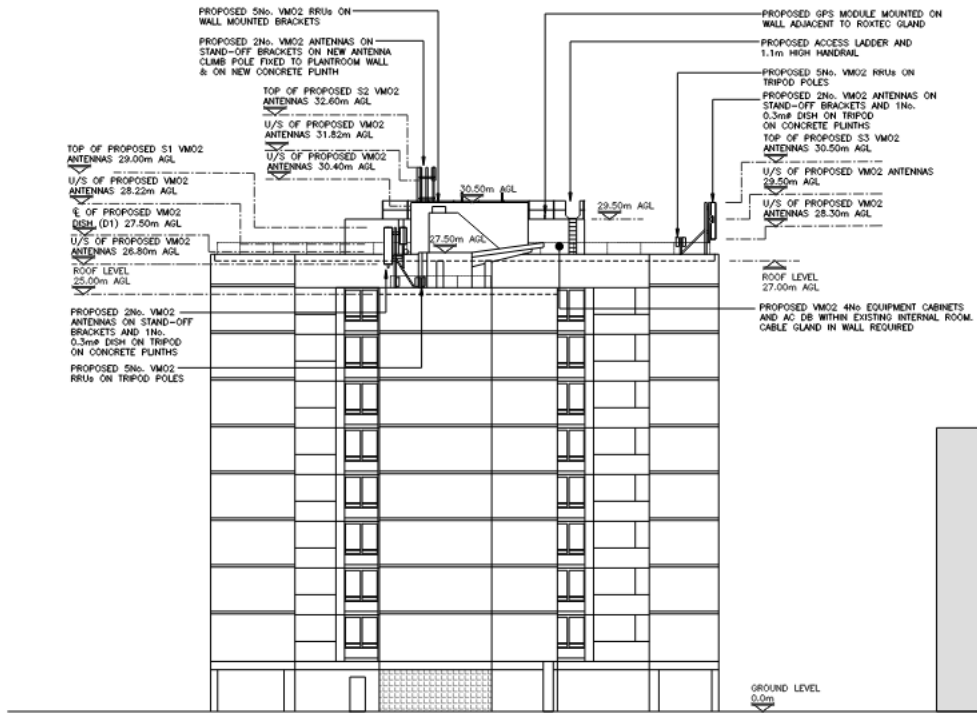 PROPOSED 5No. VMO2 RRUs ON
WALL MOUNTED BRACKETS
PROPOSED 2No. VMO2 ANTENNAS ON
STAND-OFF BRACKETS ON NEW ANTENNA
CLIMB POLE FIXED TO PLANTROOM WALL
& ON NEW CONCRETE PLINTH
TOP OF PROPOSED S2 VMO2
ANTENNAS 32.60m AGL
U/S OF PROPOSED VMO2
ANTENNAS 31.82m AGL
U/S OF PROPOSED VMO2
ANTENNAS 30.40m AGL
TOP OF PROPOSED S1 VMO2
ANTENNAS 29.00m AGL
U/S OF PROPOSED VMO2
ANTENNAS 28.22m AGL
℄ OF PROPOSED VMO2
DISH (D1) 27.50m AGL
U/S OF PROPOSED VMO2
ANTENNAS 26.80m AGL
ROOF LEVEL
25.00m AGL
PROPOSED 2No. VMO2
ANTENNAS ON STAND-OFF
BRACKETS AND 1No.
0.3mø DISH ON TRIPOD
ON CONCRETE PLINTHS
PROPOSED 5No. VMO2
RRUs ON TRIPOD POLES
30.50m AGL
27.50m AGL
29.50m AGL
PROPOSED GPS MODULE MOUNTED ON
WALL ADJACENT TO ROXTEC GLAND
PROPOSED ACCESS LADDER AND
1.1m HIGH HANDRAIL
PROPOSED 5No. VMO2 RRUs ON
TRIPOD POLES
PROPOSED 2No. VMO2 ANTENNAS ON
STAND-OFF BRACKETS AND 1No.
0.3mø DISH ON TRIPOD
ON CONCRETE PLINTHS
TOP OF PROPOSED S3 VMO2
ANTENNAS 30.50m AGL
U/S OF PROPOSED VMO2 ANTENNAS
29.50m AGL
U/S OF PROPOSED VMO2
ANTENNAS 28.30m AGL
ROOF LEVEL
27.00m AGL
PROPOSED VMO2 4No EQUIPMENT CABINETS
AND AC DB WITHIN EXISTING INTERNAL ROOM.
CABLE GLAND IN WALL REQUIRED
GROUND LEVEL
0.0m